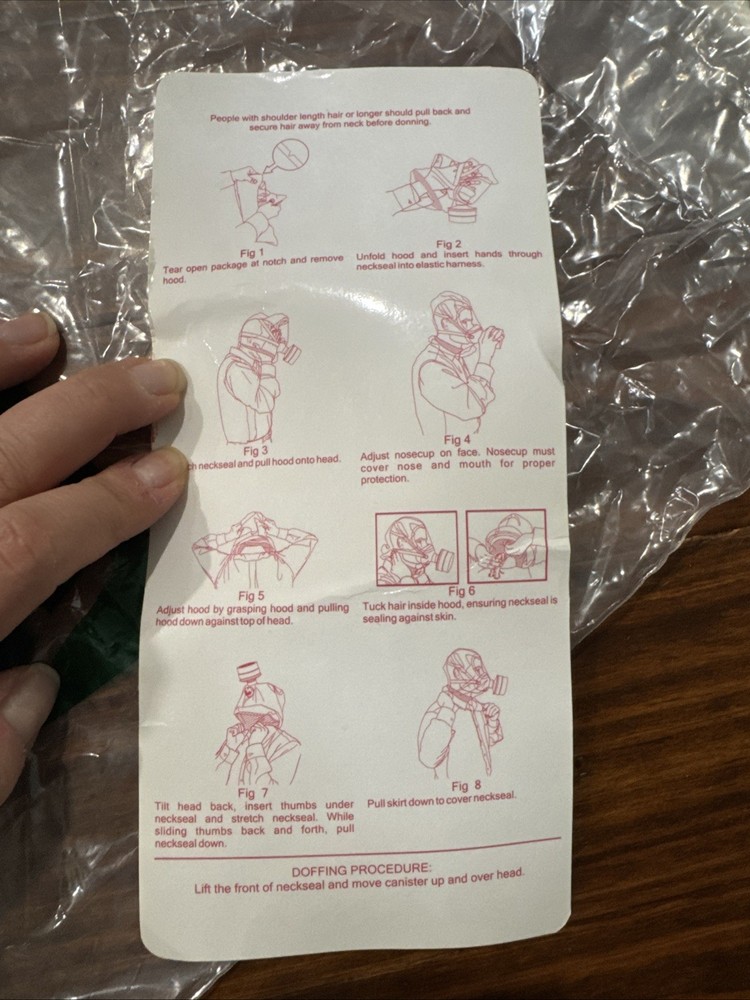 People with shoulder length hair or longer should pull back and
secure hair away from neck before donning.
Fig 1
Tear open package at notch and remove
hood.
Fig 2
Unfold hood and insert hands through
neckseal into elastic harness.
Fig 3
neckseal and pull hood onto head.
Fig 4
Adjust nosecup on face. Nosecup must
cover nose and mouth for proper
protection.
Fig 5
Adjust hood by grasping hood and pulling
hood down against top of head.
Fig 6
Tuck hair inside hood, ensuring neckseal is
sealing against skin.
Fig 7
Tilt head back, insert thumbs under
neckseal and stretch neckseal. While
sliding thumbs back and forth, pull
neckseal down.
Fig 8
Pull skirt down to cover neckseal.
DOFFING PROCEDURE:
Lift the front of neckseal and move canister up and over head.